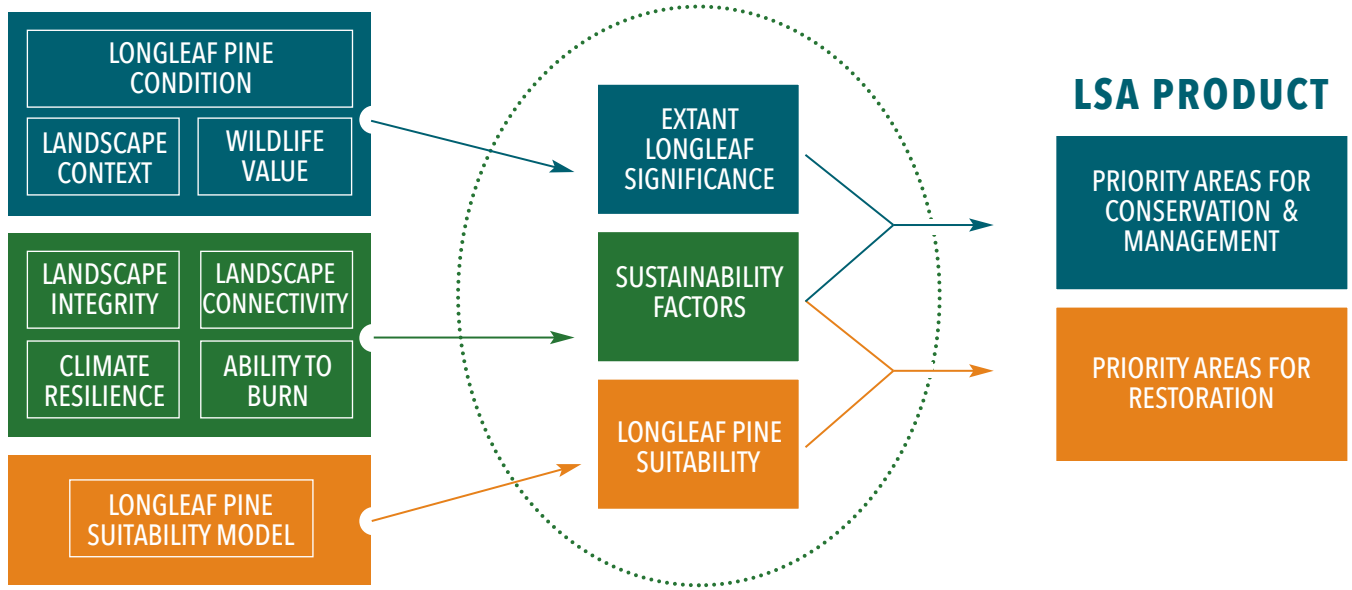 LONGLEAF PINE
CONDITION
LANDSCAPE
CONTEXT
WILDLIFE
VALUE
LANDSCAPE
INTEGRITY
LANDSCAPE
CONNECTIVITY
CLIMATE
RESILIENCE
ABILITY TO
BURN
LONGLEAF PINE
SUITABILITY MODEL
EXTANT
LONGLEAF
SIGNIFICANCE
SUSTAINABILITY
FACTORS
LONGLEAF PINE
SUITABILITY
LSA PRODUCT
PRIORITY AREAS FOR
CONSERVATION &
MANAGEMENT
PRIORITY AREAS FOR
RESTORATION